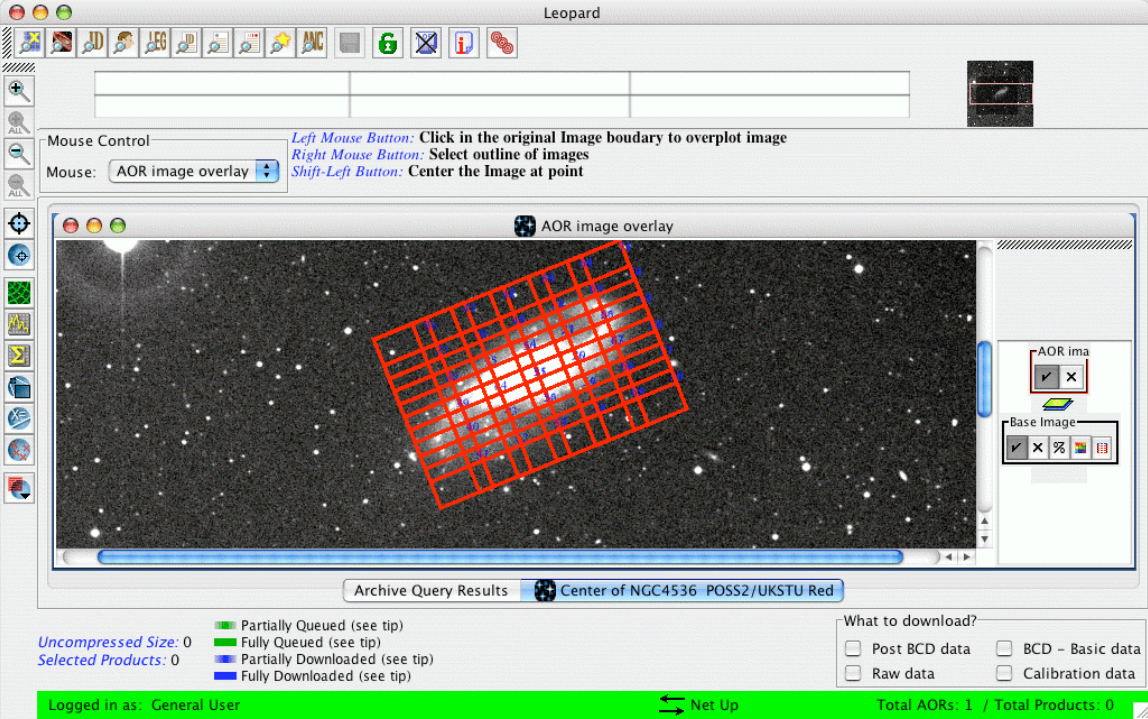 Leopard
JD
LEG
ANC
ALL
ALL
Mouse Control
Mouse: AOR image overlay
Left Mouse Button: Click in the original Image boudary to overplot image
Right Mouse Button: Select outline of images
Shift-Left Button: Center the Image at point
AOR image overlay
AOR ima
Base Image
Archive Query Results
Center of NGC4536 POSS2/UKSTU Red
Uncompressed Size: 0
Selected Products: 0
Partially Queued (see tip)
Fully Queued (see tip)
Partially Downloaded (see tip)
Fully Downloaded (see tip)
What to download?
Post BCD data
BCD - Basic data
Raw data
Calibration data
Logged in as: General User
Net Up
Total AORs: 1 / Total Products: 0